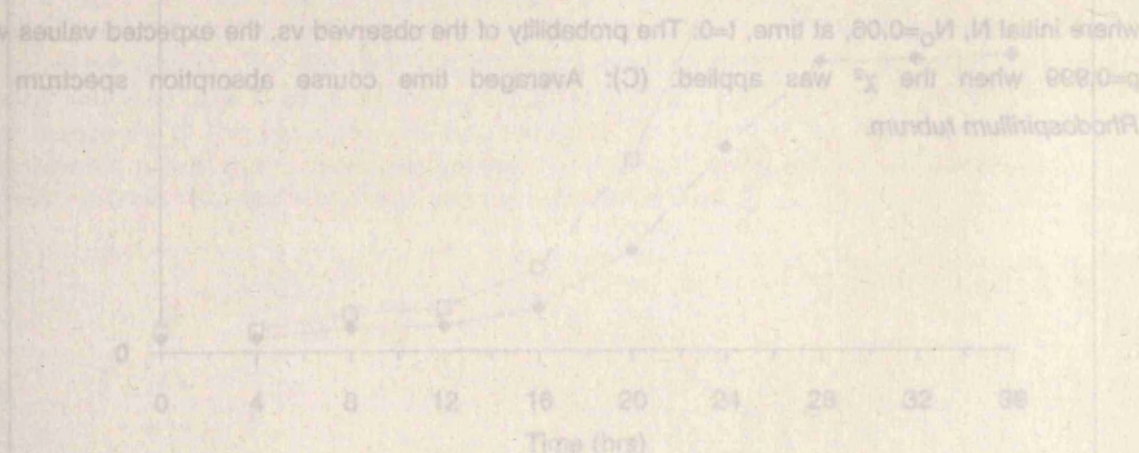 where initial N, N₀=0.06, at time, t=0: The probability of the observed vs. the expected values
p=0.999 when the χ² was applied: (C): Averaged time course absorption spectrum
Rhodospirillum tubrum.
0
0 4 8 12 16 20 24 28 32 36
Time (hrs)